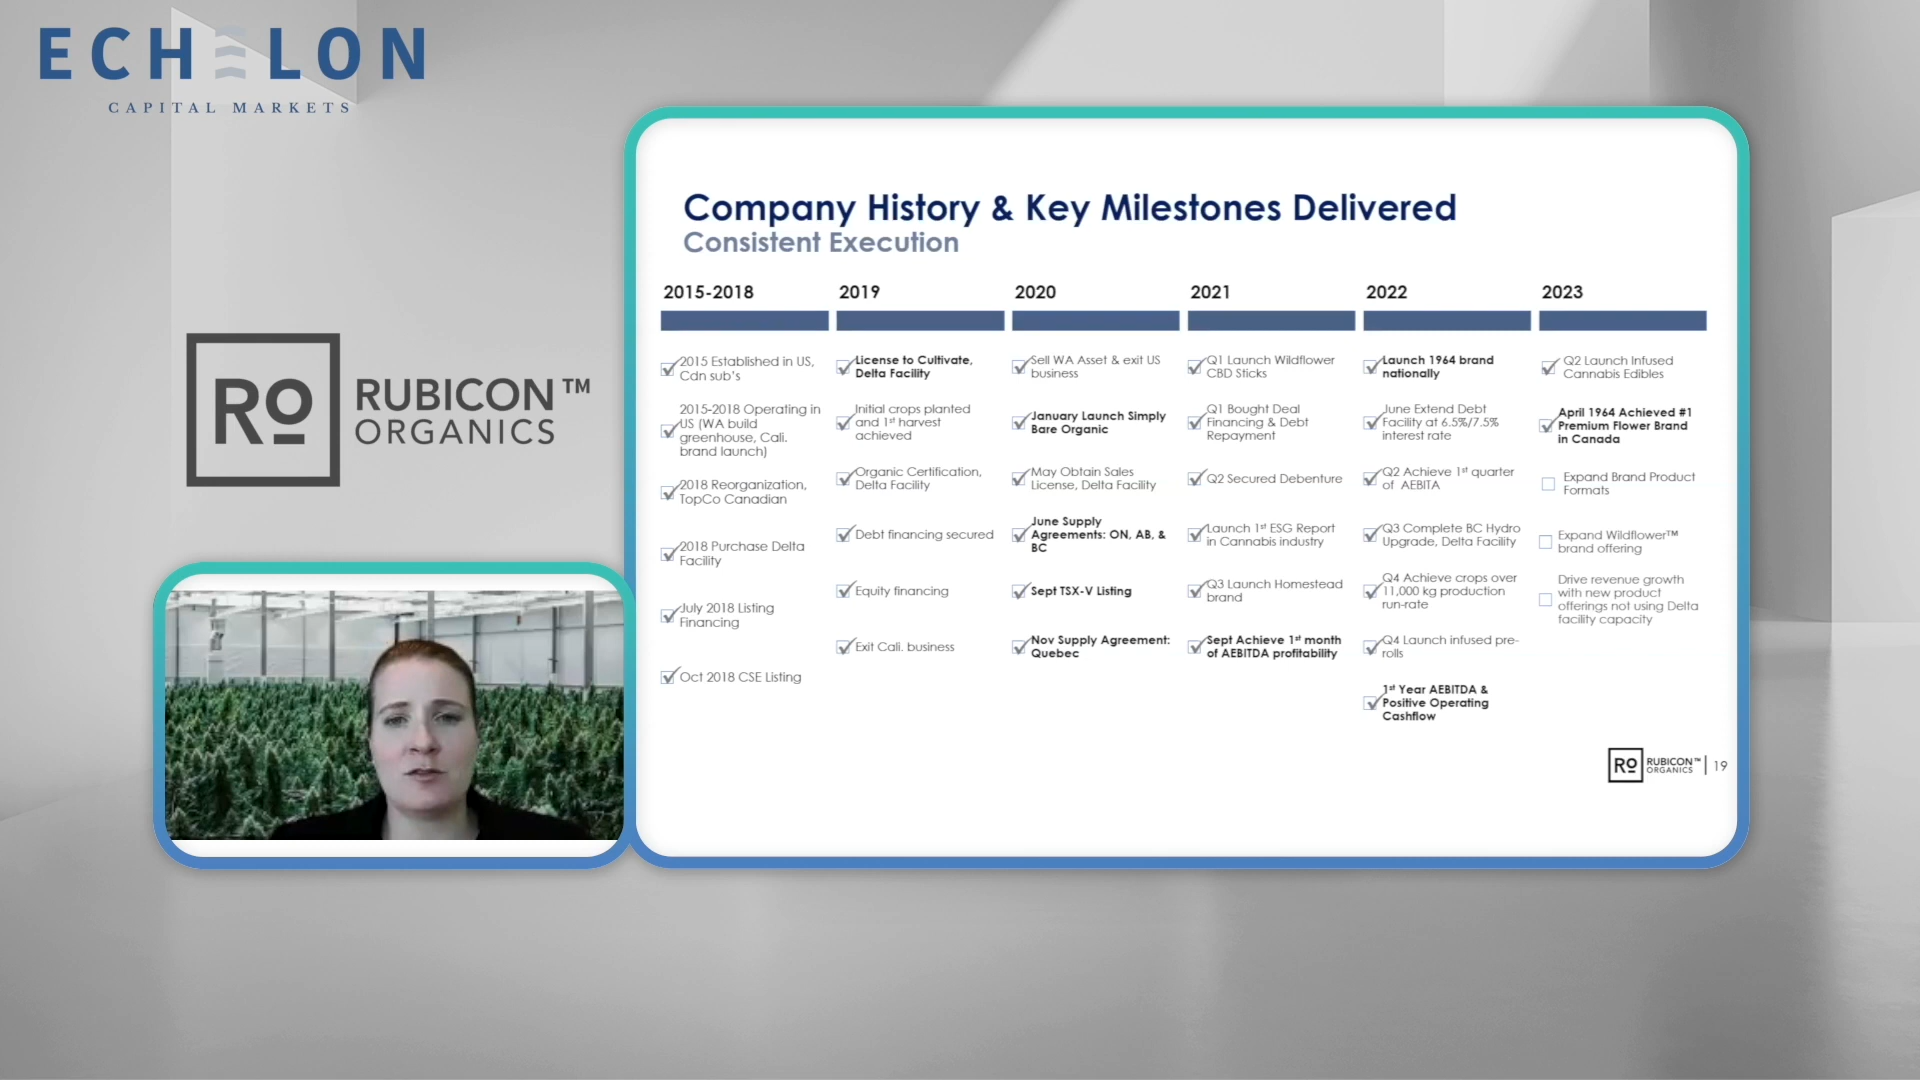 ECHELON
CAPITAL MARKETS
RO
RUBICON™
ORGANICS
Company History & Key Milestones Delivered
Consistent Execution
2015-2018
2015 Established in US,
Cdn sub's
2015-2018 Operating in
US (WA build
greenhouse, Cali.
brand launch)
2018 Reorganization,
TopCo Canadian
2018 Purchase Delta
Facility
July 2018 Listing
Financing
Oct 2018 CSE Listing
2019
License to Cultivate,
Delta Facility
Initial crops planted
and 1st harvest
achieved
Organic Certification,
Delta Facility
Debt financing secured
Equity financing
Exit Cali. business
2020
Sell WA Asset & exit US
business
January Launch Simply
Bare Organic
May Obtain Sales
License, Delta Facility
June Supply
Agreements: ON, AB, &
BC
Sept TSX-V Listing
Nov Supply Agreement:
Quebec
2021
Q1 Launch Wildflower
CBD Sticks
Q1 Bought Deal
Financing & Debt
Repayment
Q2 Secured Debenture
Launch 1st ESG Report
in Cannabis industry
Q3 Launch Homestead
brand
Sept Achieve 1st month
of AEBITDA profitability
2022
Launch 1964 brand
nationally
June Extend Debt
Facility at 6.5%/7.5%
interest rate
Q2 Achieve 1st quarter
of AEBITA
Q3 Complete BC Hydro
Upgrade, Delta Facility
Q4 Achieve crops over
11,000 kg production
run-rate
Q4 Launch infused pre-
rolls
1st Year AEBITDA &
Positive Operating
Cashflow
2023
Q2 Launch Infused
Cannabis Edibles
April 1964 Achieved #1
Premium Flower Brand
in Canada
Expand Brand Product
Formats
Expand Wildflower™
brand offering
Drive revenue growth
with new product
offerings not using Delta
facility capacity
RO
RUBICON™
ORGANICS
19